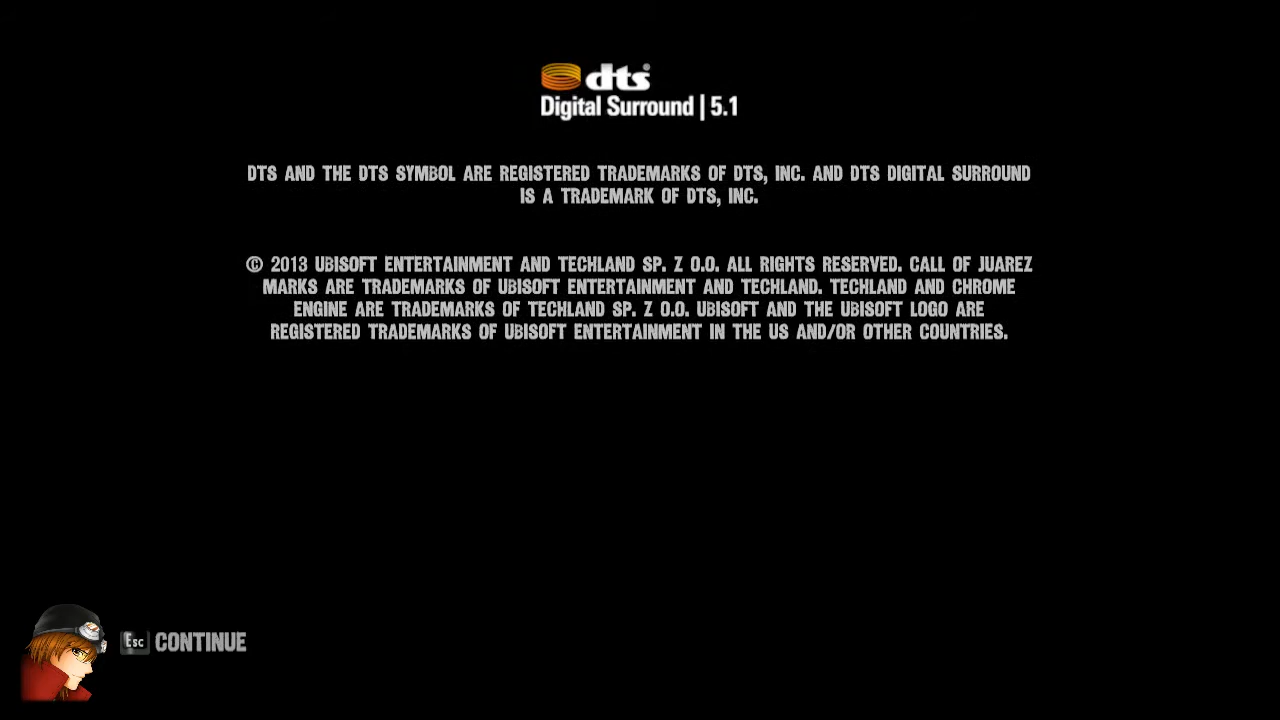 dts®
Digital Surround | 5.1
DTS AND THE DTS SYMBOL ARE REGISTERED TRADEMARKS OF DTS, INC. AND DTS DIGITAL SURROUND
IS A TRADEMARK OF DTS, INC.
© 2013 UBISOFT ENTERTAINMENT AND TECHLAND SP. Z O.O. ALL RIGHTS RESERVED. CALL OF JUAREZ
MARKS ARE TRADEMARKS OF UBISOFT ENTERTAINMENT AND TECHLAND. TECHLAND AND CHROME
ENGINE ARE TRADEMARKS OF TECHLAND SP. Z O.O. UBISOFT AND THE UBISOFT LOGO ARE
REGISTERED TRADEMARKS OF UBISOFT ENTERTAINMENT IN THE US AND/OR OTHER COUNTRIES.
Esc CONTINUE